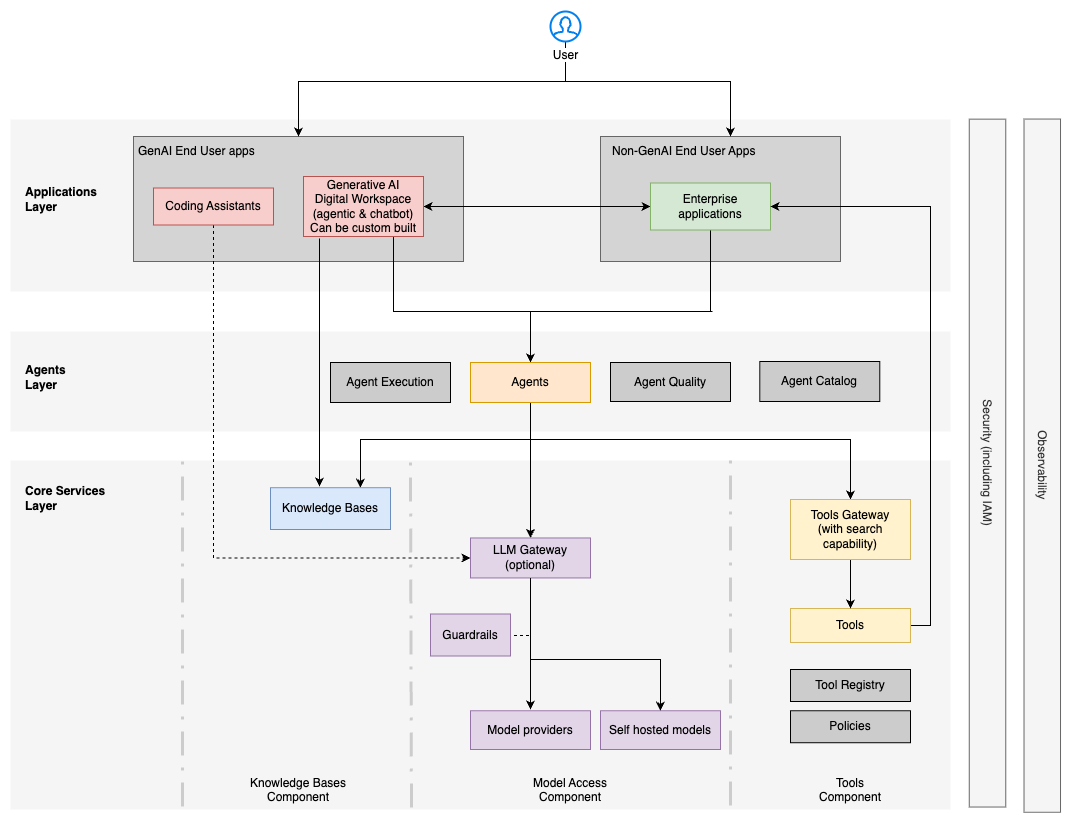 User
GenAI End User apps
Non-GenAI End User Apps
Applications
Layer
Coding Assistants
Generative AI
Digital Workspace
(agentic & chatbot)
Can be custom built
Enterprise
applications
Agents
Layer
Agent Execution
Agents
Agent Quality
Agent Catalog
Core Services
Layer
Knowledge Bases
LLM Gateway
(optional)
Tools Gateway
(with search
capability)
Guardrails
Tools
Tool Registry
Policies
Model providers
Self hosted models
Knowledge Bases
Component
Model Access
Component
Tools
Component
Security (including IAM)
Observability